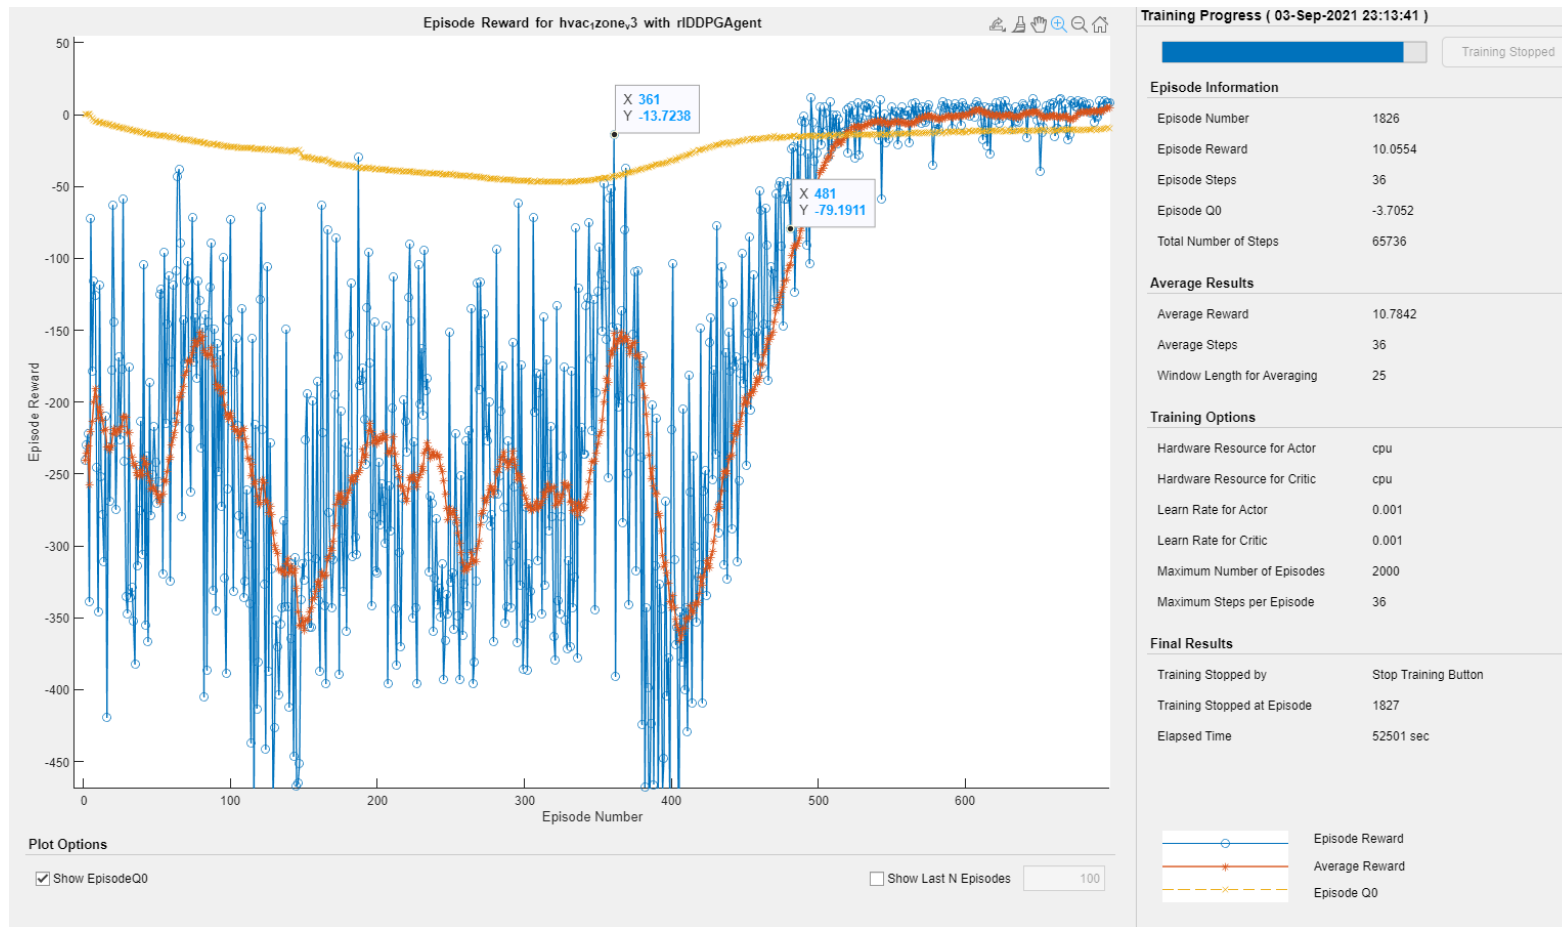 Episode Reward for hvac₁zoneᵥ3 with rlDDPGAgent
50
0
-50
-100
-150
-200
-250
-300
-350
-400
-450
Episode Reward
X 361
Y -13.7238
X 481
Y -79.1911
0
100
200
300
400
500
600
Episode Number
Plot Options
Show EpisodeQ0
Show Last N Episodes
100
Training Progress ( 03-Sep-2021 23:13:41 )
Training Stopped
Episode Information
Episode Number 1826
Episode Reward 10.0554
Episode Steps 36
Episode Q0 -3.7052
Total Number of Steps 65736
Average Results
Average Reward 10.7842
Average Steps 36
Window Length for Averaging 25
Training Options
Hardware Resource for Actor cpu
Hardware Resource for Critic cpu
Learn Rate for Actor 0.001
Learn Rate for Critic 0.001
Maximum Number of Episodes 2000
Maximum Steps per Episode 36
Final Results
Training Stopped by Stop Training Button
Training Stopped at Episode 1827
Elapsed Time 52501 sec
Episode Reward
Average Reward
Episode Q0